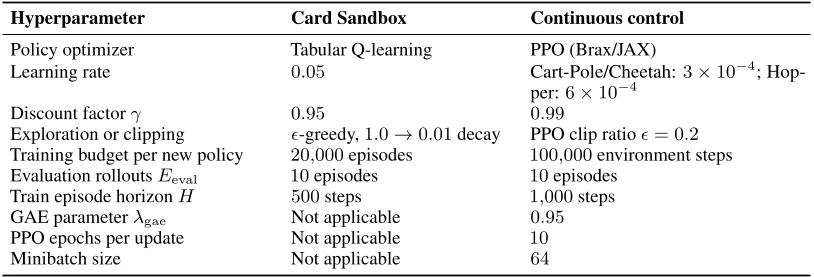 Hyperparameter Card Sandbox Continuous control
Policy optimizer Tabular Q-learning PPO (Brax/JAX)
Learning rate 0.05 Cart-Pole/Cheetah: 3 × 10⁻⁴; Hop-
per: 6 × 10⁻⁴
Discount factor γ 0.95 0.99
Exploration or clipping ϵ-greedy, 1.0 → 0.01 decay PPO clip ratio ϵ = 0.2
Training budget per new policy 20,000 episodes 100,000 environment steps
Evaluation rollouts E_eval 10 episodes 10 episodes
Train episode horizon H 500 steps 1,000 steps
GAE parameter λ_gae Not applicable 0.95
PPO epochs per update Not applicable 10
Minibatch size Not applicable 64